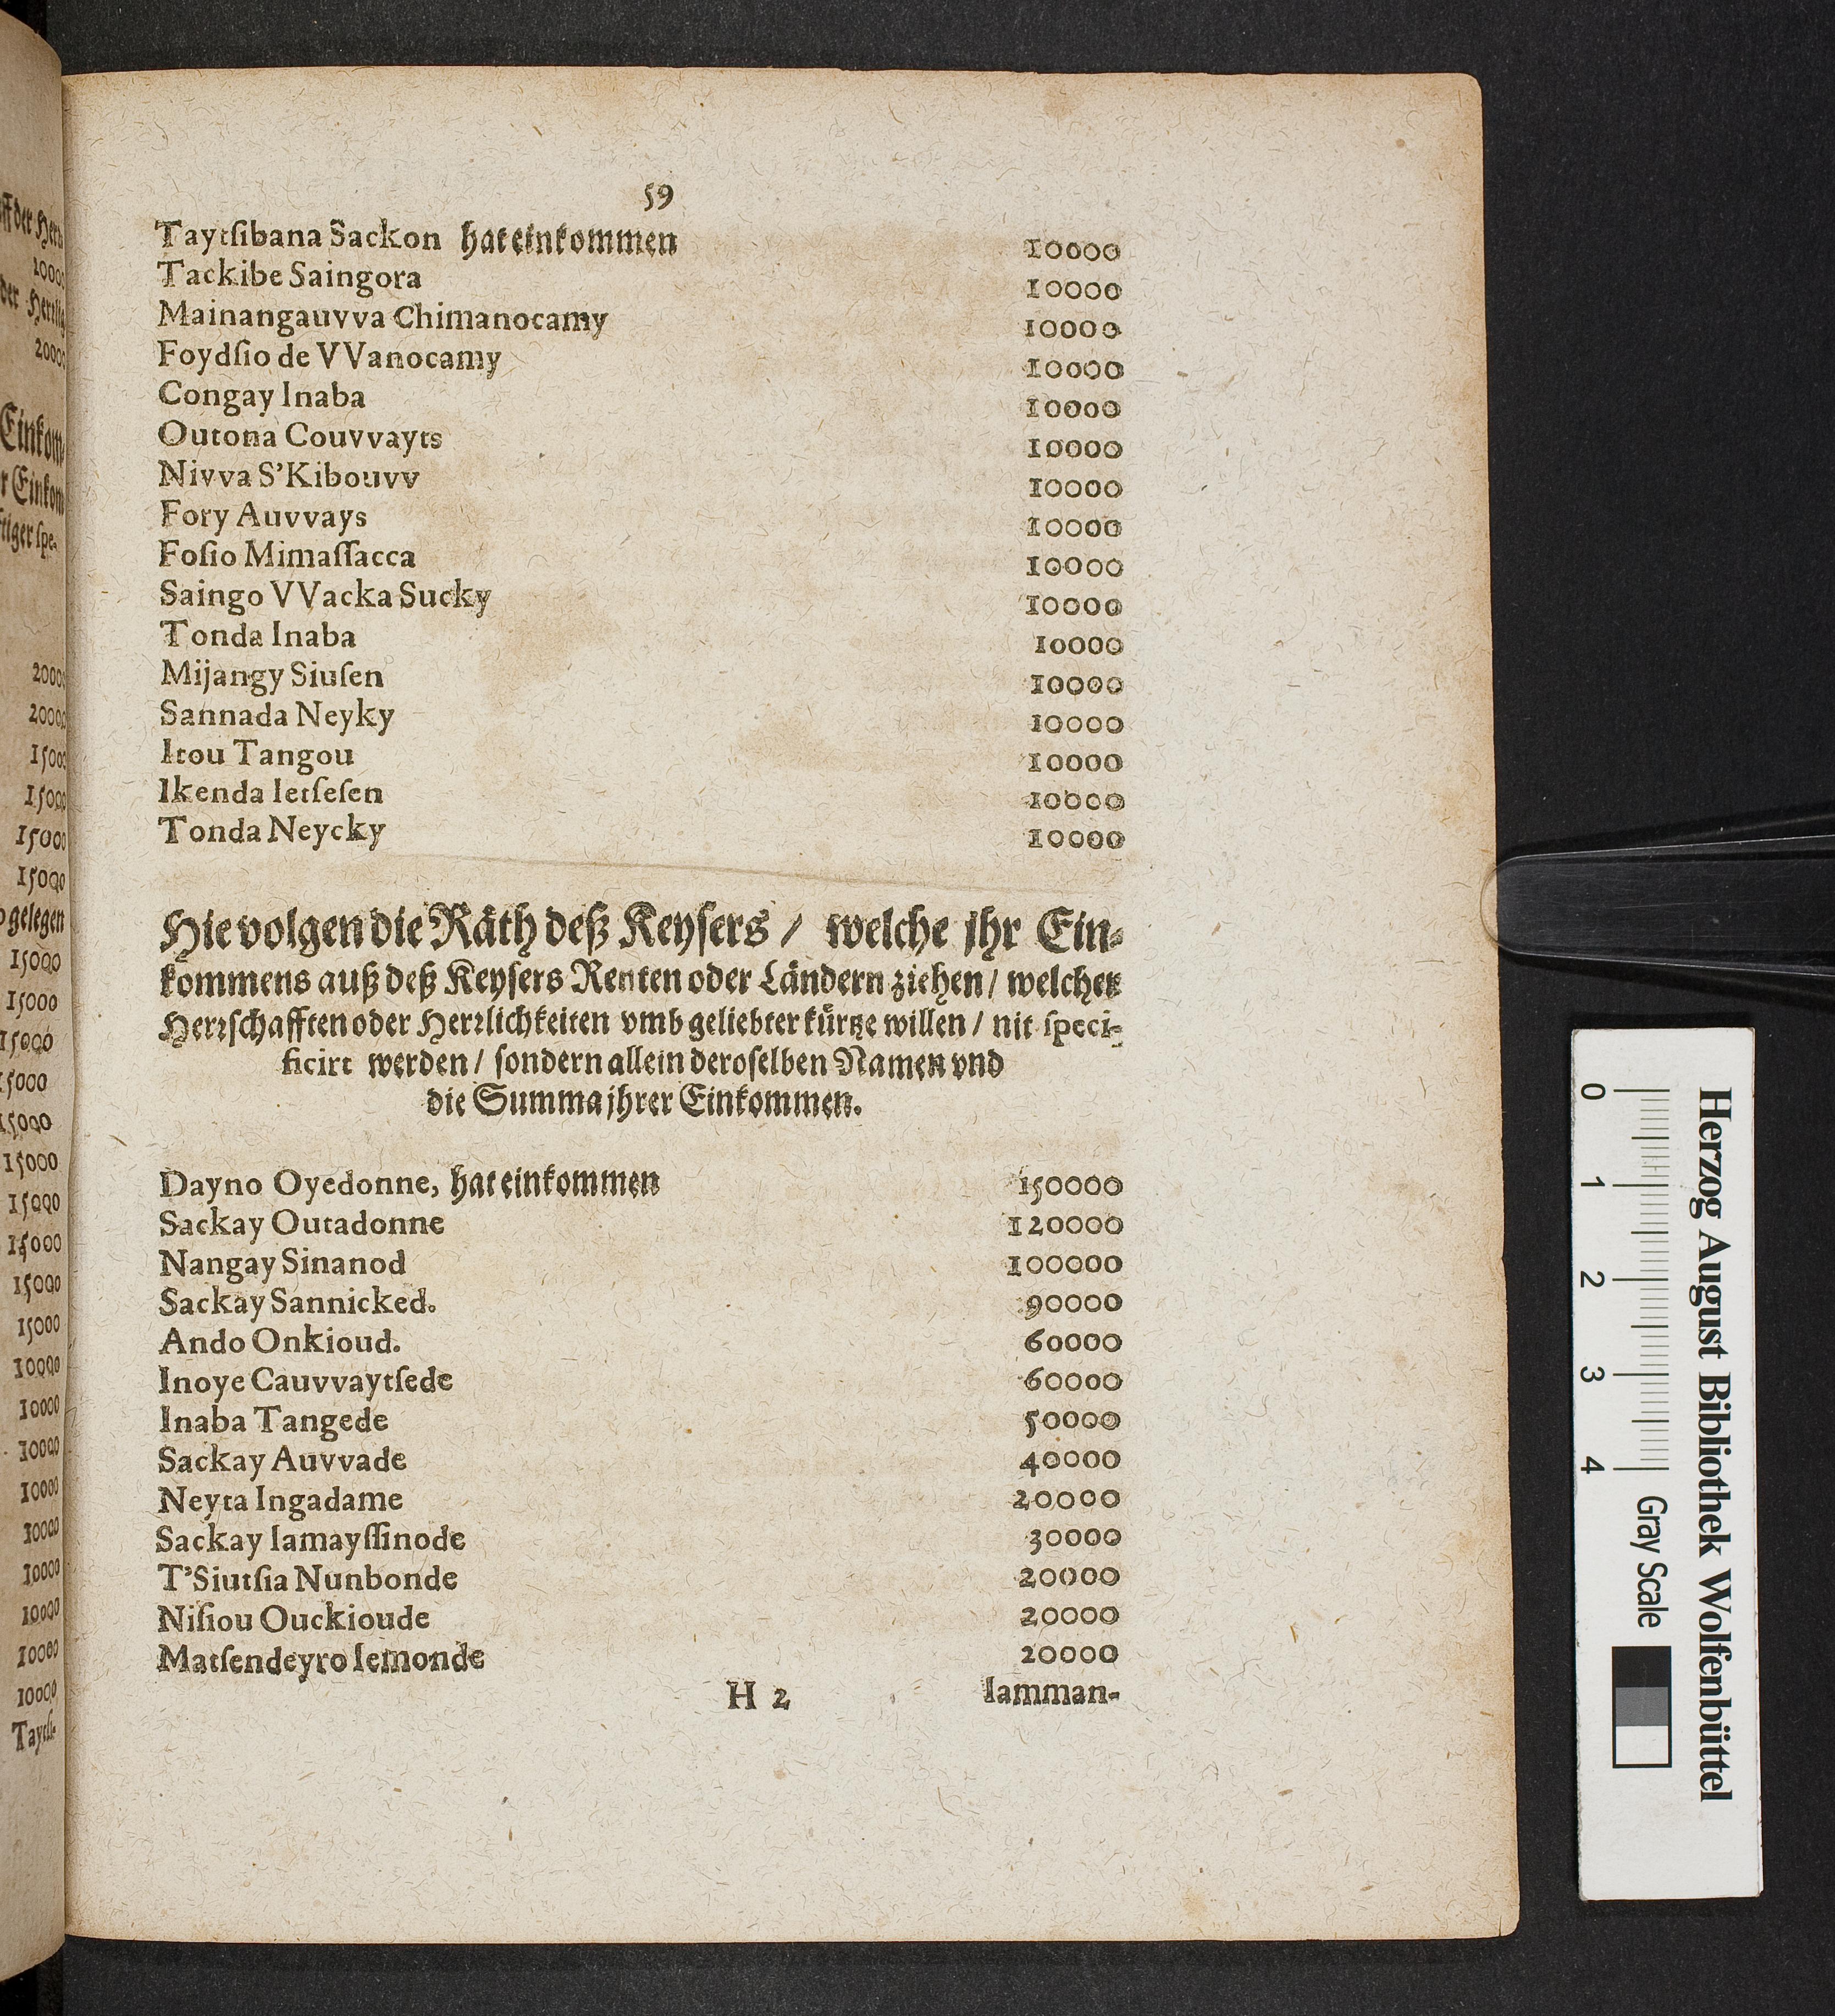 59
Taytſibana Sackon hat einkommen 10000
Tackibe Saingora 10000
Mainangauvva Chimanocamy 10000
Foydſio de VVanocamy 10000
Congay Inaba 10000
Outona Couvvayts 10000
Nivva S'Kibouvv 10000
Fory Auvvays 10000
Foſio Mimaſſacca 10000
Saingo VVacka Sucky 10000
Tonda Inaba 10000
Mijangy Siuſen 10000
Sannada Neyky 10000
Itou Tangou 10000
Ikenda Ietſeſen 10000
Tonda Neycky 10000
Hie volgen die Räth deß Keyſers / welche jhr Ein-
kommens auß deß Keyſers Renten oder Ländern ziehen / welcher
Herrſchafften oder Herrlichkeiten vmb geliebter kürtze willen / nit ſpeci-
ficirt werden / ſondern allein deroſelben Namen vnd
die Summa jhrer Einkommen.
Dayno Oyedonne, hat einkommen 150000
Sackay Outadonne 120000
Nangay Sinanod 100000
Sackay Sannicked. 90000
Ando Onkioud. 60000
Inoye Cauvvaytſede 60000
Inaba Tangede 50000
Sackay Auvvade 40000
Neyta Ingadame 20000
Sackay Iamayſſinode 30000
T'Siutſia Nunbonde 20000
Niſiou Ouckioude 20000
Matſendeyro Iemonde 20000
H 2 Iamman-
Herzog August Bibliothek Wolfenbüttel
0 1 2 3 4 Gray Scale